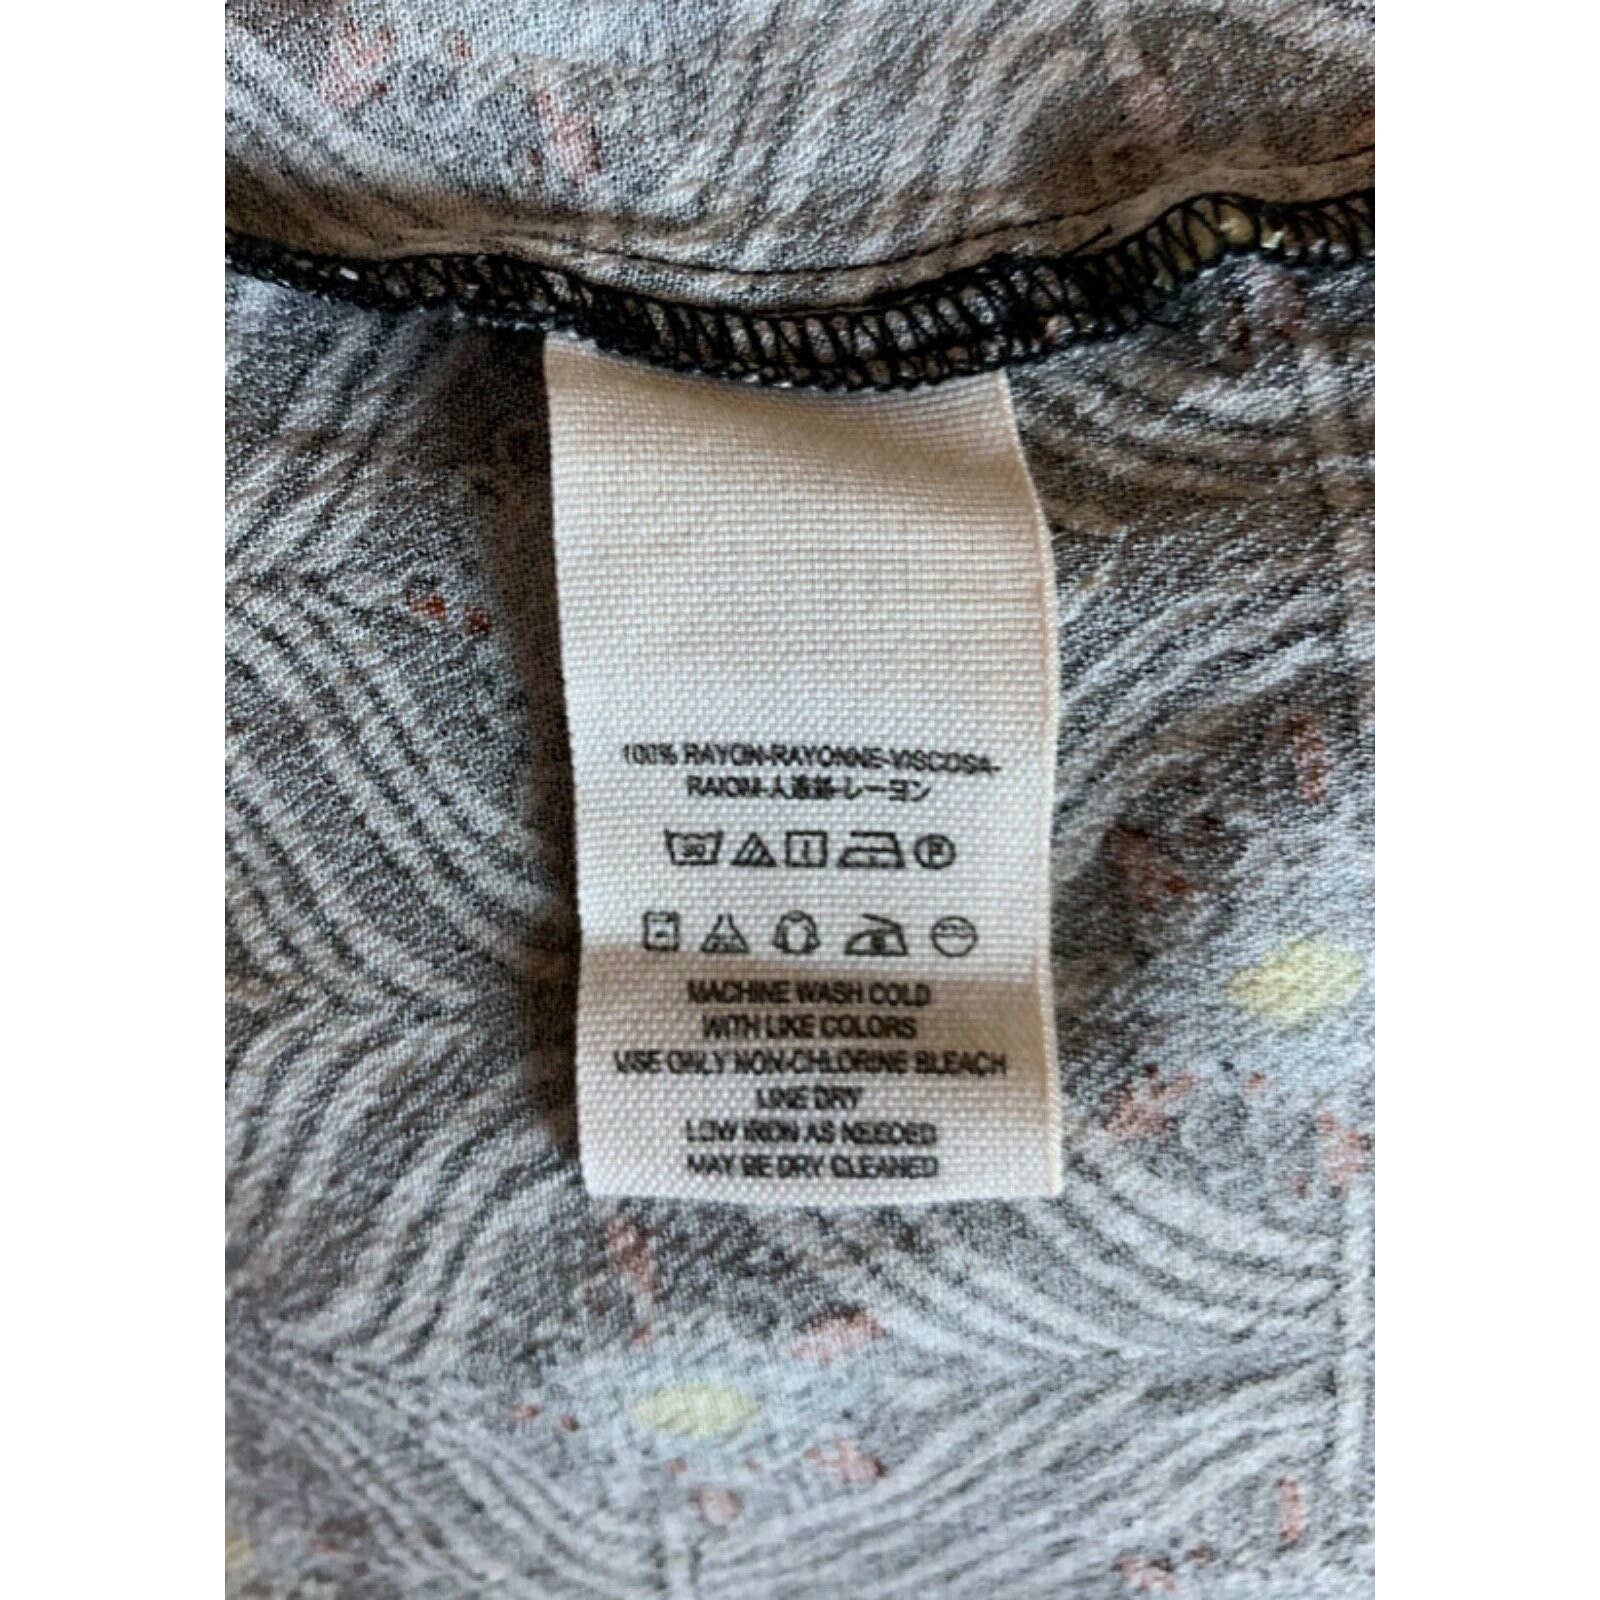 100% RAYON-RAYONNE-VISCOSA-
RAIOM-人造絲-レーヨン
MACHINE WASH COLD
WITH LIKE COLORS
USE ONLY NON-CHLORINE BLEACH
LINE DRY
LOW IRON AS NEEDED
MAY BE DRY CLEANED